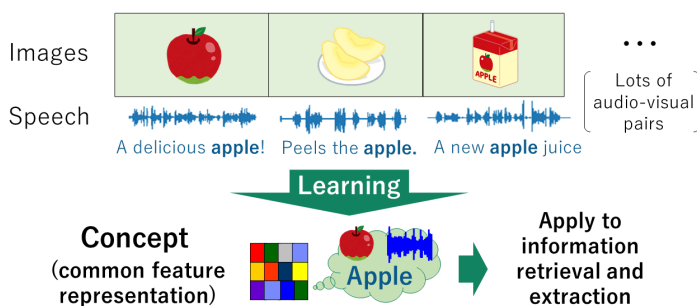 Images
APPLE
...
Lots of
audio-visual
pairs
Speech
A delicious apple!
Peels the apple.
A new apple juice
Learning
Concept
(common feature
representation)
Apple
Apply to
information
retrieval and
extraction